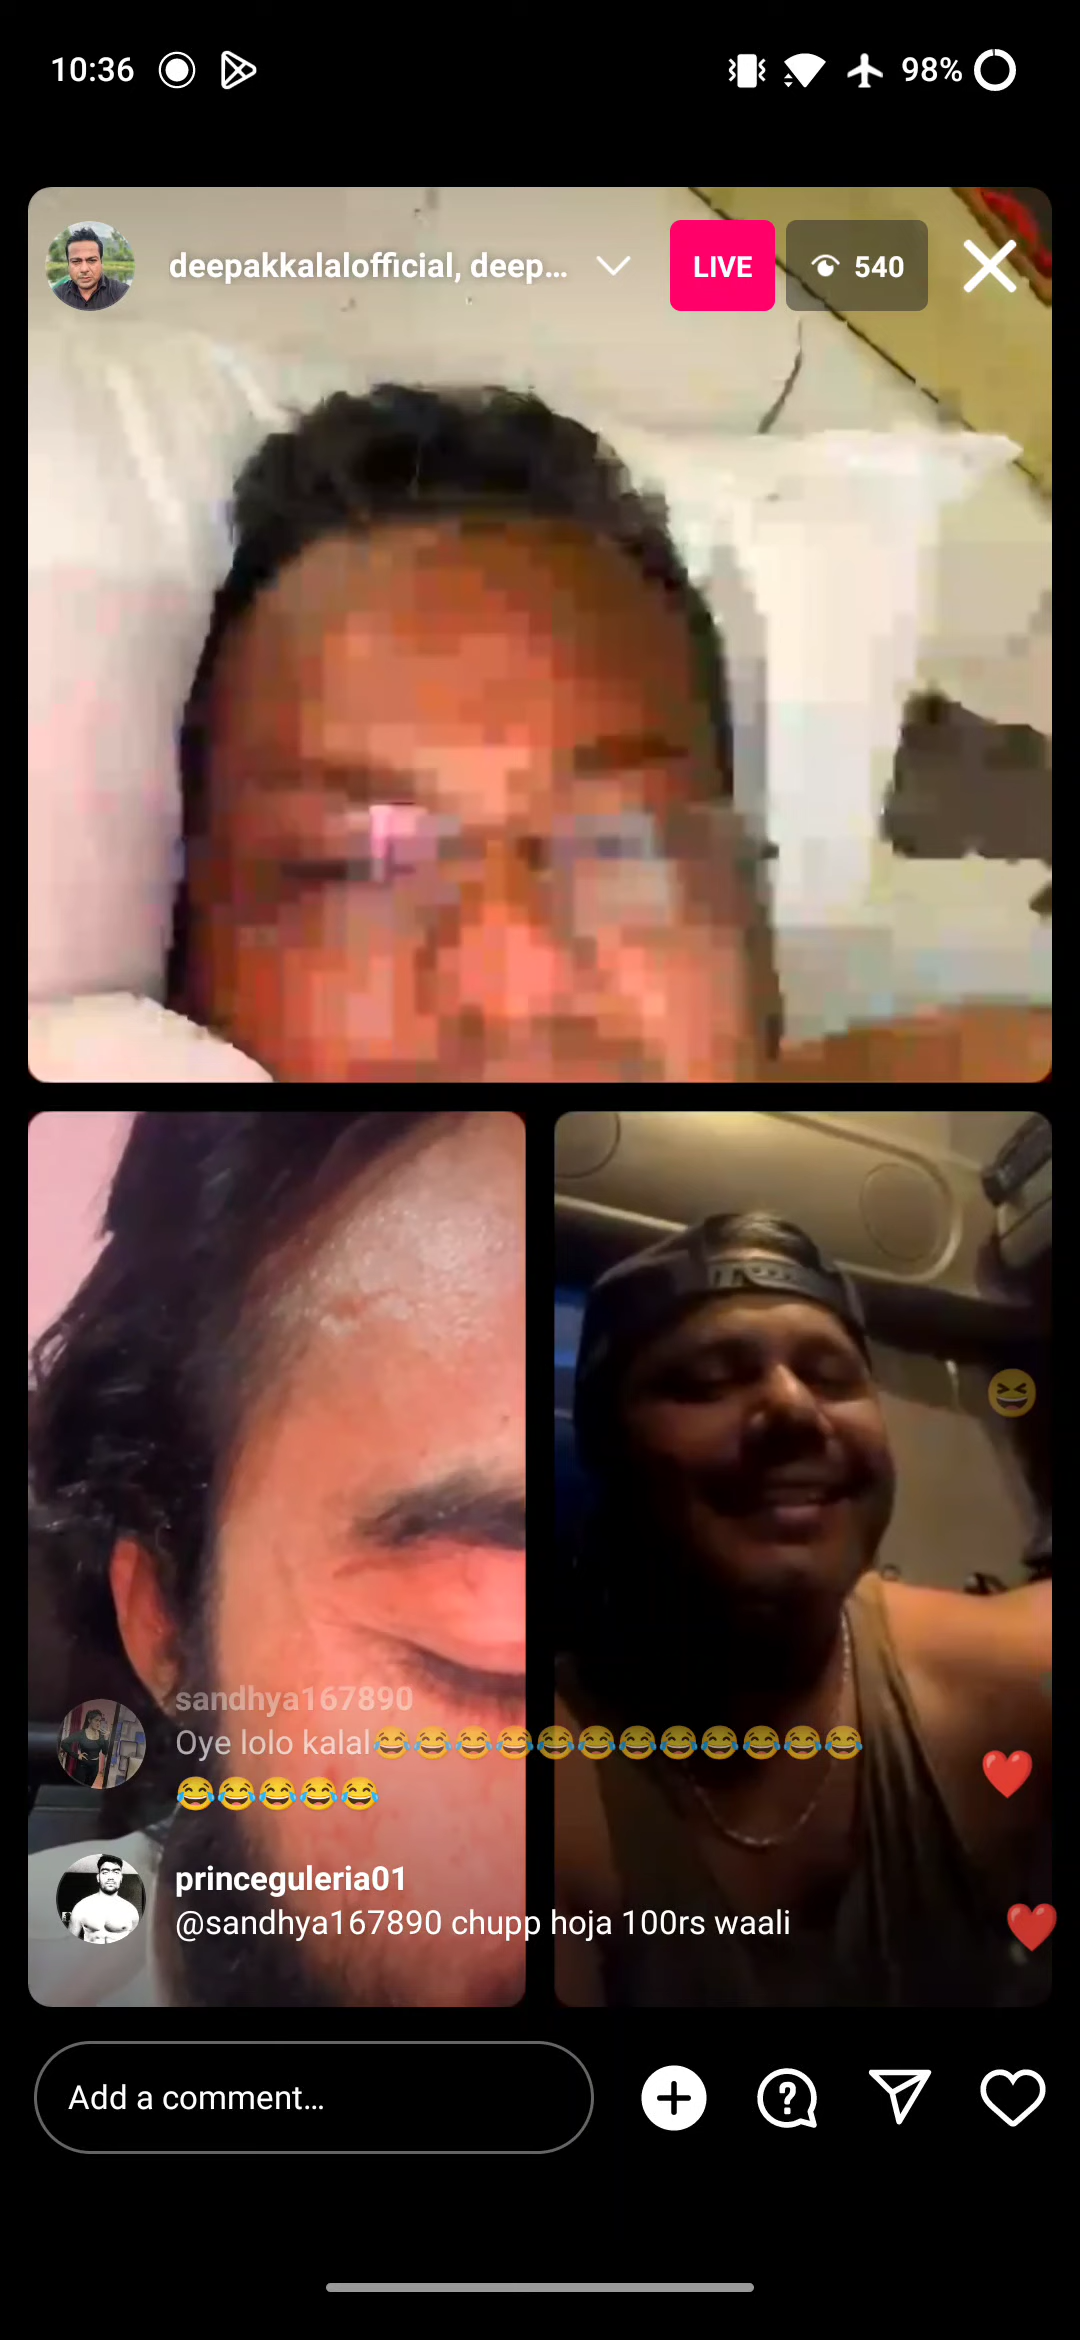 10:36
98%
deepakkalalofficial, deep...
LIVE
540
sandhya167890
Oye lolo kalal😂😂😂😂😂😂😂😂😂😂😂😂
😂😂😂😂😂
princeguleria01
@sandhya167890 chupp hoja 100rs waali
Add a comment...